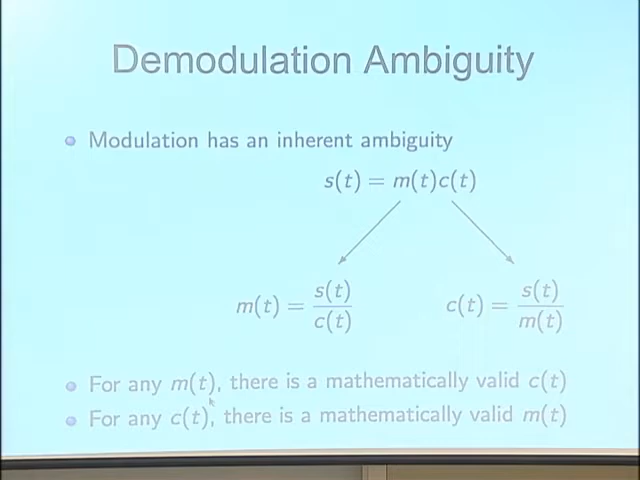 Demodulation Ambiguity
Modulation has an inherent ambiguity
s(t) = m(t)c(t)
m(t) = s(t)/c(t)
c(t) = s(t)/m(t)
For any m(t), there is a mathematically valid c(t)
For any c(t), there is a mathematically valid m(t)